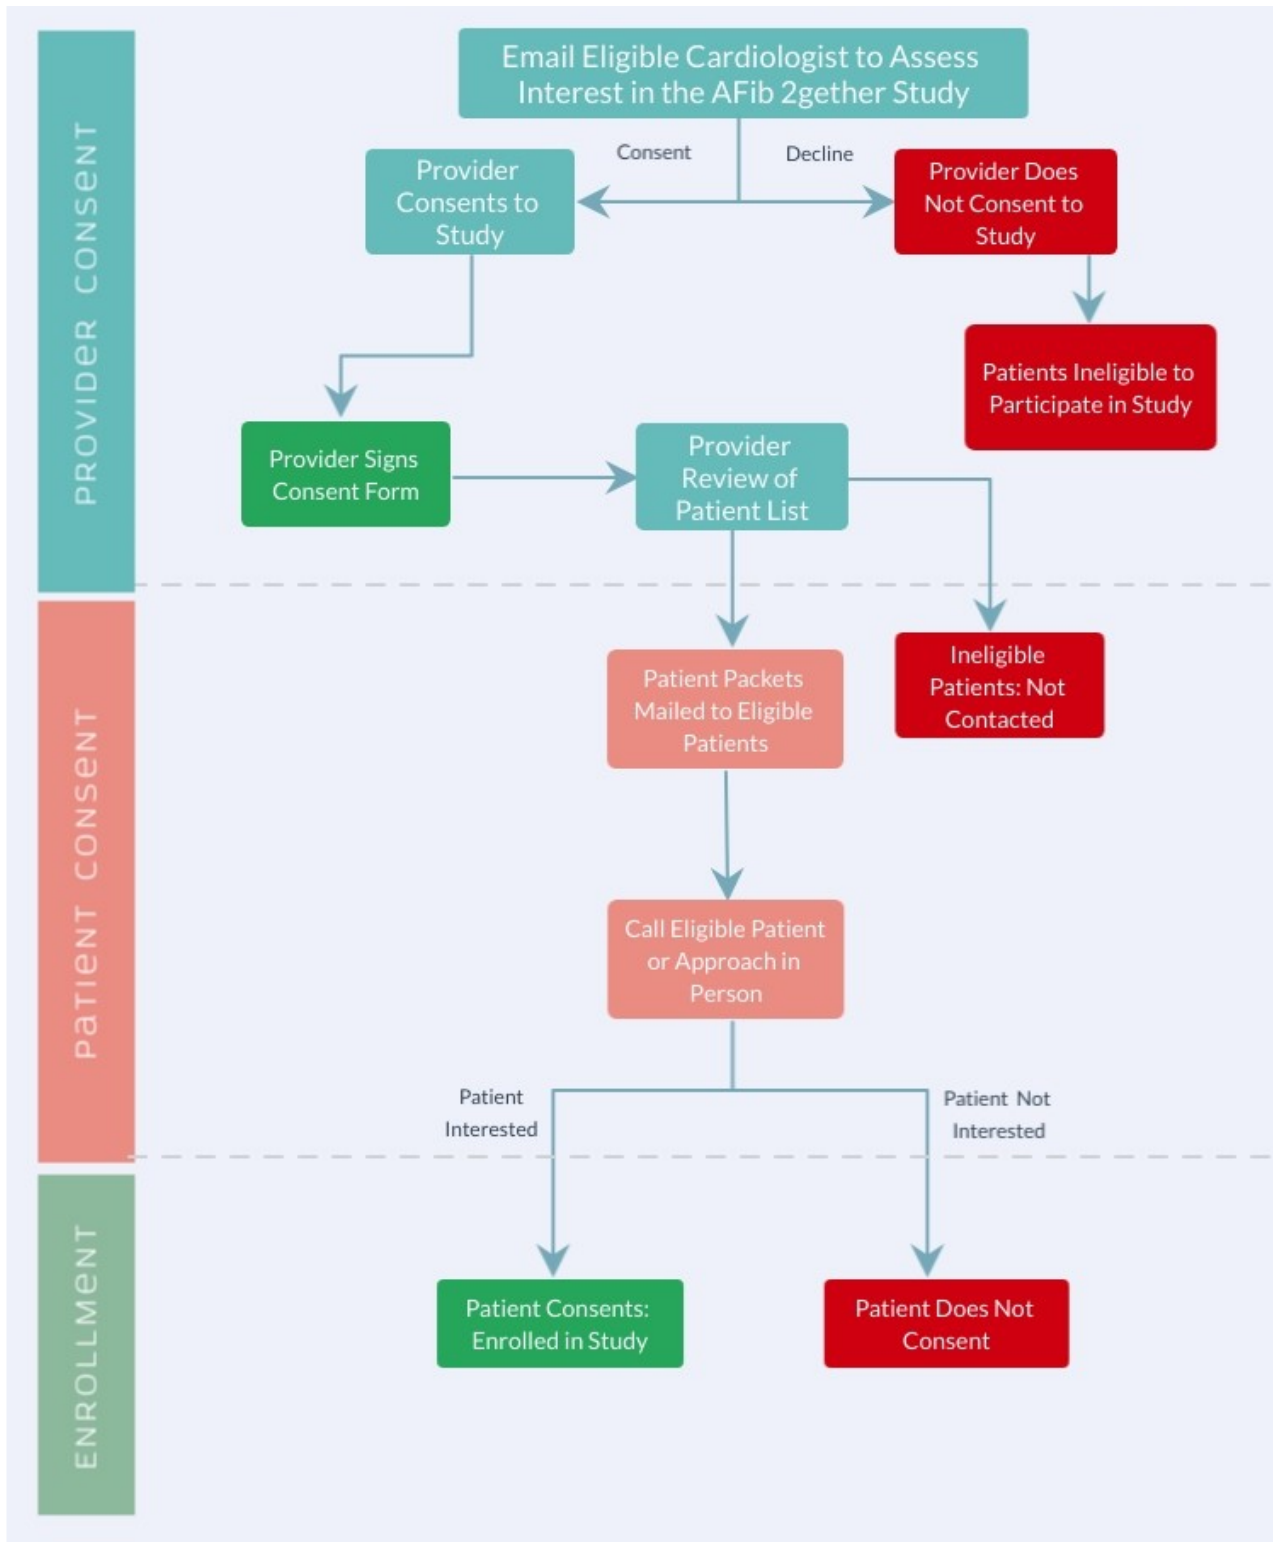 PROVIDER CONSENT
Email Eligible Cardiologist to Assess
Interest in the AFib 2gether Study
Consent
Decline
Provider
Consents to
Study
Provider Does
Not Consent to
Study
Patients Ineligible to
Participate in Study
Provider Signs
Consent Form
Provider
Review of
Patient List
PATIENT CONSENT
Patient Packets
Mailed to Eligible
Patients
Ineligible
Patients: Not
Contacted
Call Eligible Patient
or Approach in
Person
Patient
Interested
Patient Not
Interested
ENROLLMENT
Patient Consents:
Enrolled in Study
Patient Does Not
Consent